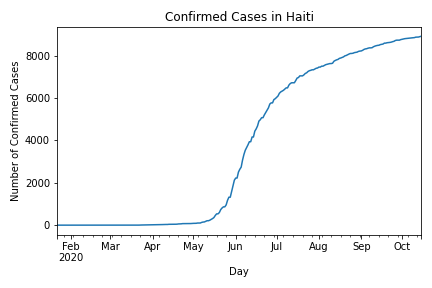 Confirmed Cases in Haiti
Number of Confirmed Cases
8000
6000
4000
2000
0
Feb Mar Apr May Jun Jul Aug Sep Oct
2020
Day